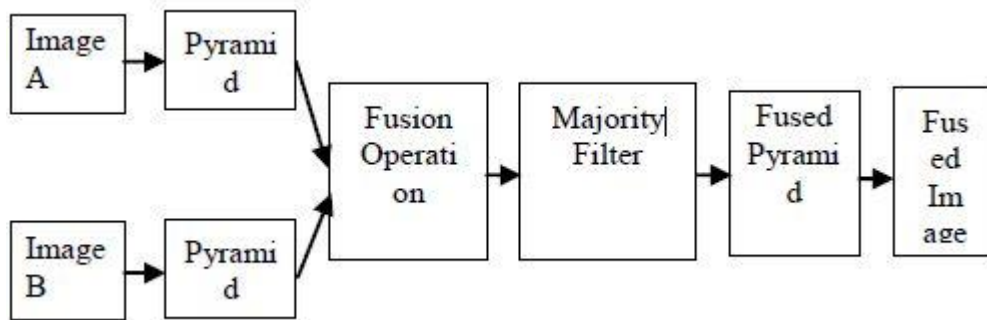 Image
A
Pyrami
d
Fusion
Operati
on
Majority
Filter
Fused
Pyrami
d
Fus
ed
Im
age
Image
B
Pyrami
d